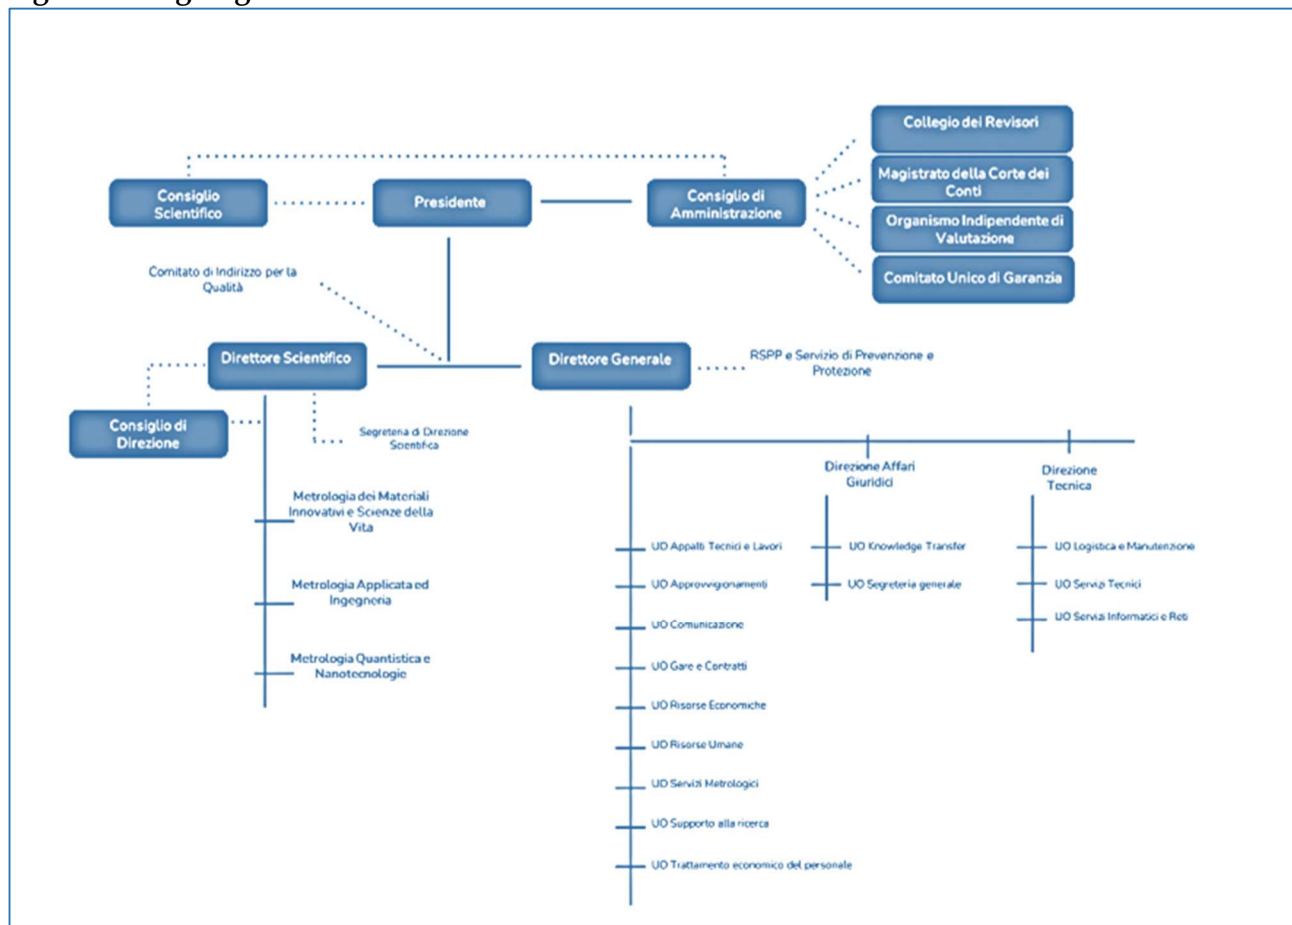 Collegio dei Revisori
Magistrato della Corte dei
Conti
Organismo Indipendente di
Valutazione
Comitato Unico di Garanzia
Consiglio
Scientifico
Presidente
Consiglio di
Amministrazione
Comitato di Indirizzo per la
Qualità
Direttore Scientifico
Direttore Generale
RSPP e Servizio di Prevenzione e
Protezione
Consiglio di
Direzione
Segreteria di Direzione
Scientifica
Metrologia dei Materiali
Innovativi e Scienze della
Vita
Metrologia Applicata ed
Ingegneria
Metrologia Quantistica e
Nanotecnologie
Direzione Affari
Giuridici
Direzione
Tecnica
UO Appalti Tecnici e Lavori
UO Approvvigionamenti
UO Comunicazione
UO Gare e Contratti
UO Risorse Economiche
UO Risorse Umane
UO Servizi Metrologici
UO Supporto alla ricerca
UO Trattamento economico del personale
UO Knowledge Transfer
UO Segreteria generale
UO Logistica e Manutenzione
UO Servizi Tecnici
UO Servizi Informatici e Reti